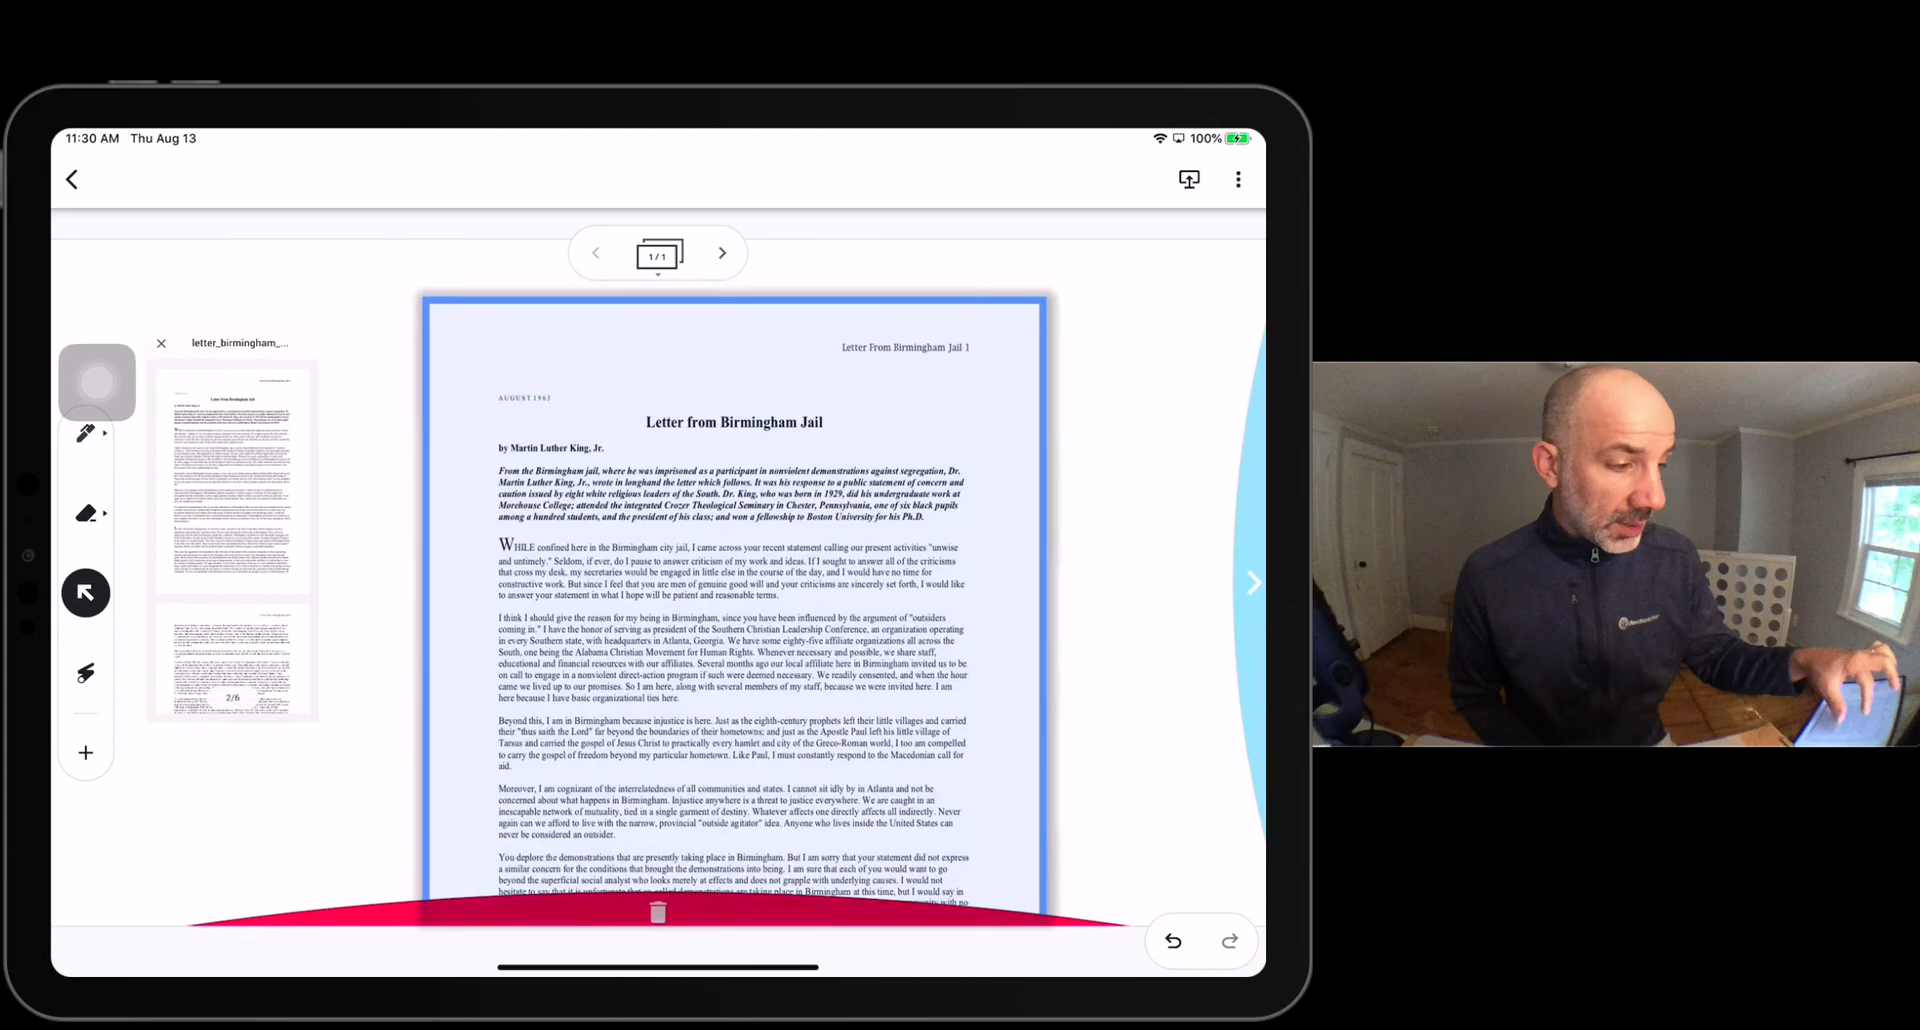 11:30 AM Thu Aug 13
100%
1/1
letter_birmingham_...
2/6
Letter From Birmingham Jail 1
AUGUST 1963
Letter from Birmingham Jail
by Martin Luther King, Jr.
From the Birmingham jail, where he was imprisoned as a participant in nonviolent demonstrations against segregation, Dr.
Martin Luther King, Jr., wrote in longhand the letter which follows. It was his response to a public statement of concern and
caution issued by eight white religious leaders of the South. Dr. King, who was born in 1929, did his undergraduate work at
Morehouse College; attended the integrated Crozer Theological Seminary in Chester, Pennsylvania, one of six black pupils
among a hundred students, and the president of his class; and won a fellowship to Boston University for his Ph.D.
WHILE confined here in the Birmingham city jail, I came across your recent statement calling our present activities "unwise
and untimely." Seldom, if ever, do I pause to answer criticism of my work and ideas. If I sought to answer all of the criticisms
that cross my desk, my secretaries would be engaged in little else in the course of the day, and I would have no time for
constructive work. But since I feel that you are men of genuine good will and your criticisms are sincerely set forth, I would like
to answer your statement in what I hope will be patient and reasonable terms.
I think I should give the reason for my being in Birmingham, since you have been influenced by the argument of "outsiders
coming in." I have the honor of serving as president of the Southern Christian Leadership Conference, an organization operating
in every Southern state, with headquarters in Atlanta, Georgia. We have some eighty-five affiliate organizations all across the
South, one being the Alabama Christian Movement for Human Rights. Whenever necessary and possible, we share staff,
educational and financial resources with our affiliates. Several months ago our local affiliate here in Birmingham invited us to be
on call to engage in a nonviolent direct-action program if such were deemed necessary. We readily consented, and when the hour
came we lived up to our promises. So I am here, along with several members of my staff, because we were invited here. I am
here because I have basic organizational ties here.
Beyond this, I am in Birmingham because injustice is here. Just as the eighth-century prophets left their little villages and carried
their "thus saith the Lord" far beyond the boundaries of their hometowns; and just as the Apostle Paul left his little village of
Tarsus and carried the gospel of Jesus Christ to practically every hamlet and city of the Greco-Roman world, I too am compelled
to carry the gospel of freedom beyond my particular hometown. Like Paul, I must constantly respond to the Macedonian call for
aid.
Moreover, I am cognizant of the interrelatedness of all communities and states. I cannot sit idly by in Atlanta and not be
concerned about what happens in Birmingham. Injustice anywhere is a threat to justice everywhere. We are caught in an
inescapable network of mutuality, tied in a single garment of destiny. Whatever affects one directly affects all indirectly. Never
again can we afford to live with the narrow, provincial "outside agitator" idea. Anyone who lives inside the United States can
never be considered an outsider.
You deplore the demonstrations that are presently taking place in Birmingham. But I am sorry that your statement did not express
a similar concern for the conditions that brought the demonstrations into being. I am sure that each of you would want to go
beyond the superficial social analyst who looks merely at effects and does not grapple with underlying causes. I would not
hesitate to say that it is unfortunate that so-called demonstrations are taking place in Birmingham at this time, but I would say in
with no